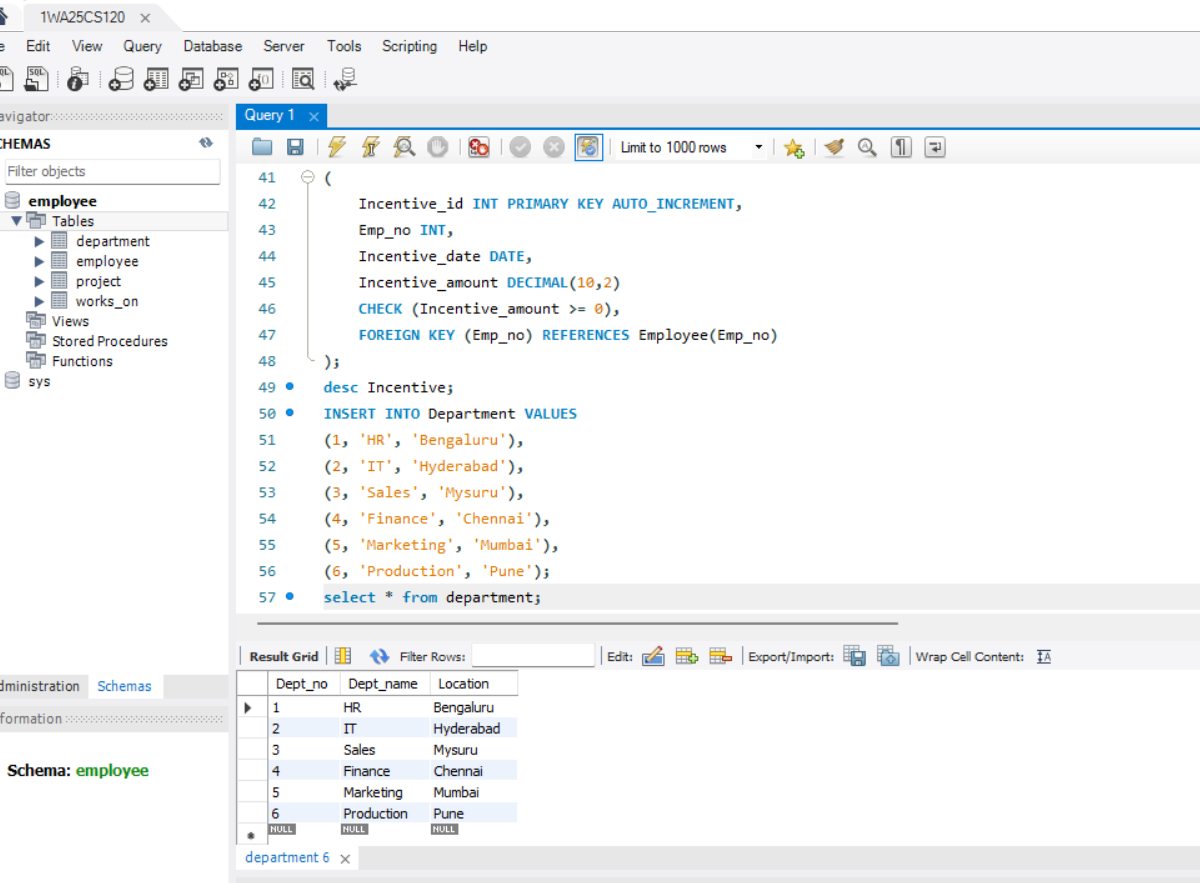 1WA25CS120
Edit View Query Database Server Tools Scripting Help
SQL
Query 1
SCHEMAS
Limit to 1000 rows
Filter objects
employee
Tables
department
employee
project
works_on
Views
Stored Procedures
Functions
sys
41 (
42 Incentive_id INT PRIMARY KEY AUTO_INCREMENT,
43 Emp_no INT,
44 Incentive_date DATE,
45 Incentive_amount DECIMAL(10,2)
46 CHECK (Incentive_amount >= 0),
47 FOREIGN KEY (Emp_no) REFERENCES Employee(Emp_no)
48 );
49 desc Incentive;
50 INSERT INTO Department VALUES
51 (1, 'HR', 'Bengaluru'),
52 (2, 'IT', 'Hyderabad'),
53 (3, 'Sales', 'Mysuru'),
54 (4, 'Finance', 'Chennai'),
55 (5, 'Marketing', 'Mumbai'),
56 (6, 'Production', 'Pune');
57 select * from department;
Result Grid Filter Rows: Edit: Export/Import: Wrap Cell Content: IA
Dept_no Dept_name Location
1 HR Bengaluru
2 IT Hyderabad
3 Sales Mysuru
4 Finance Chennai
5 Marketing Mumbai
6 Production Pune
NULL NULL NULL
department 6
dministration Schemas
formation
Schema: employee